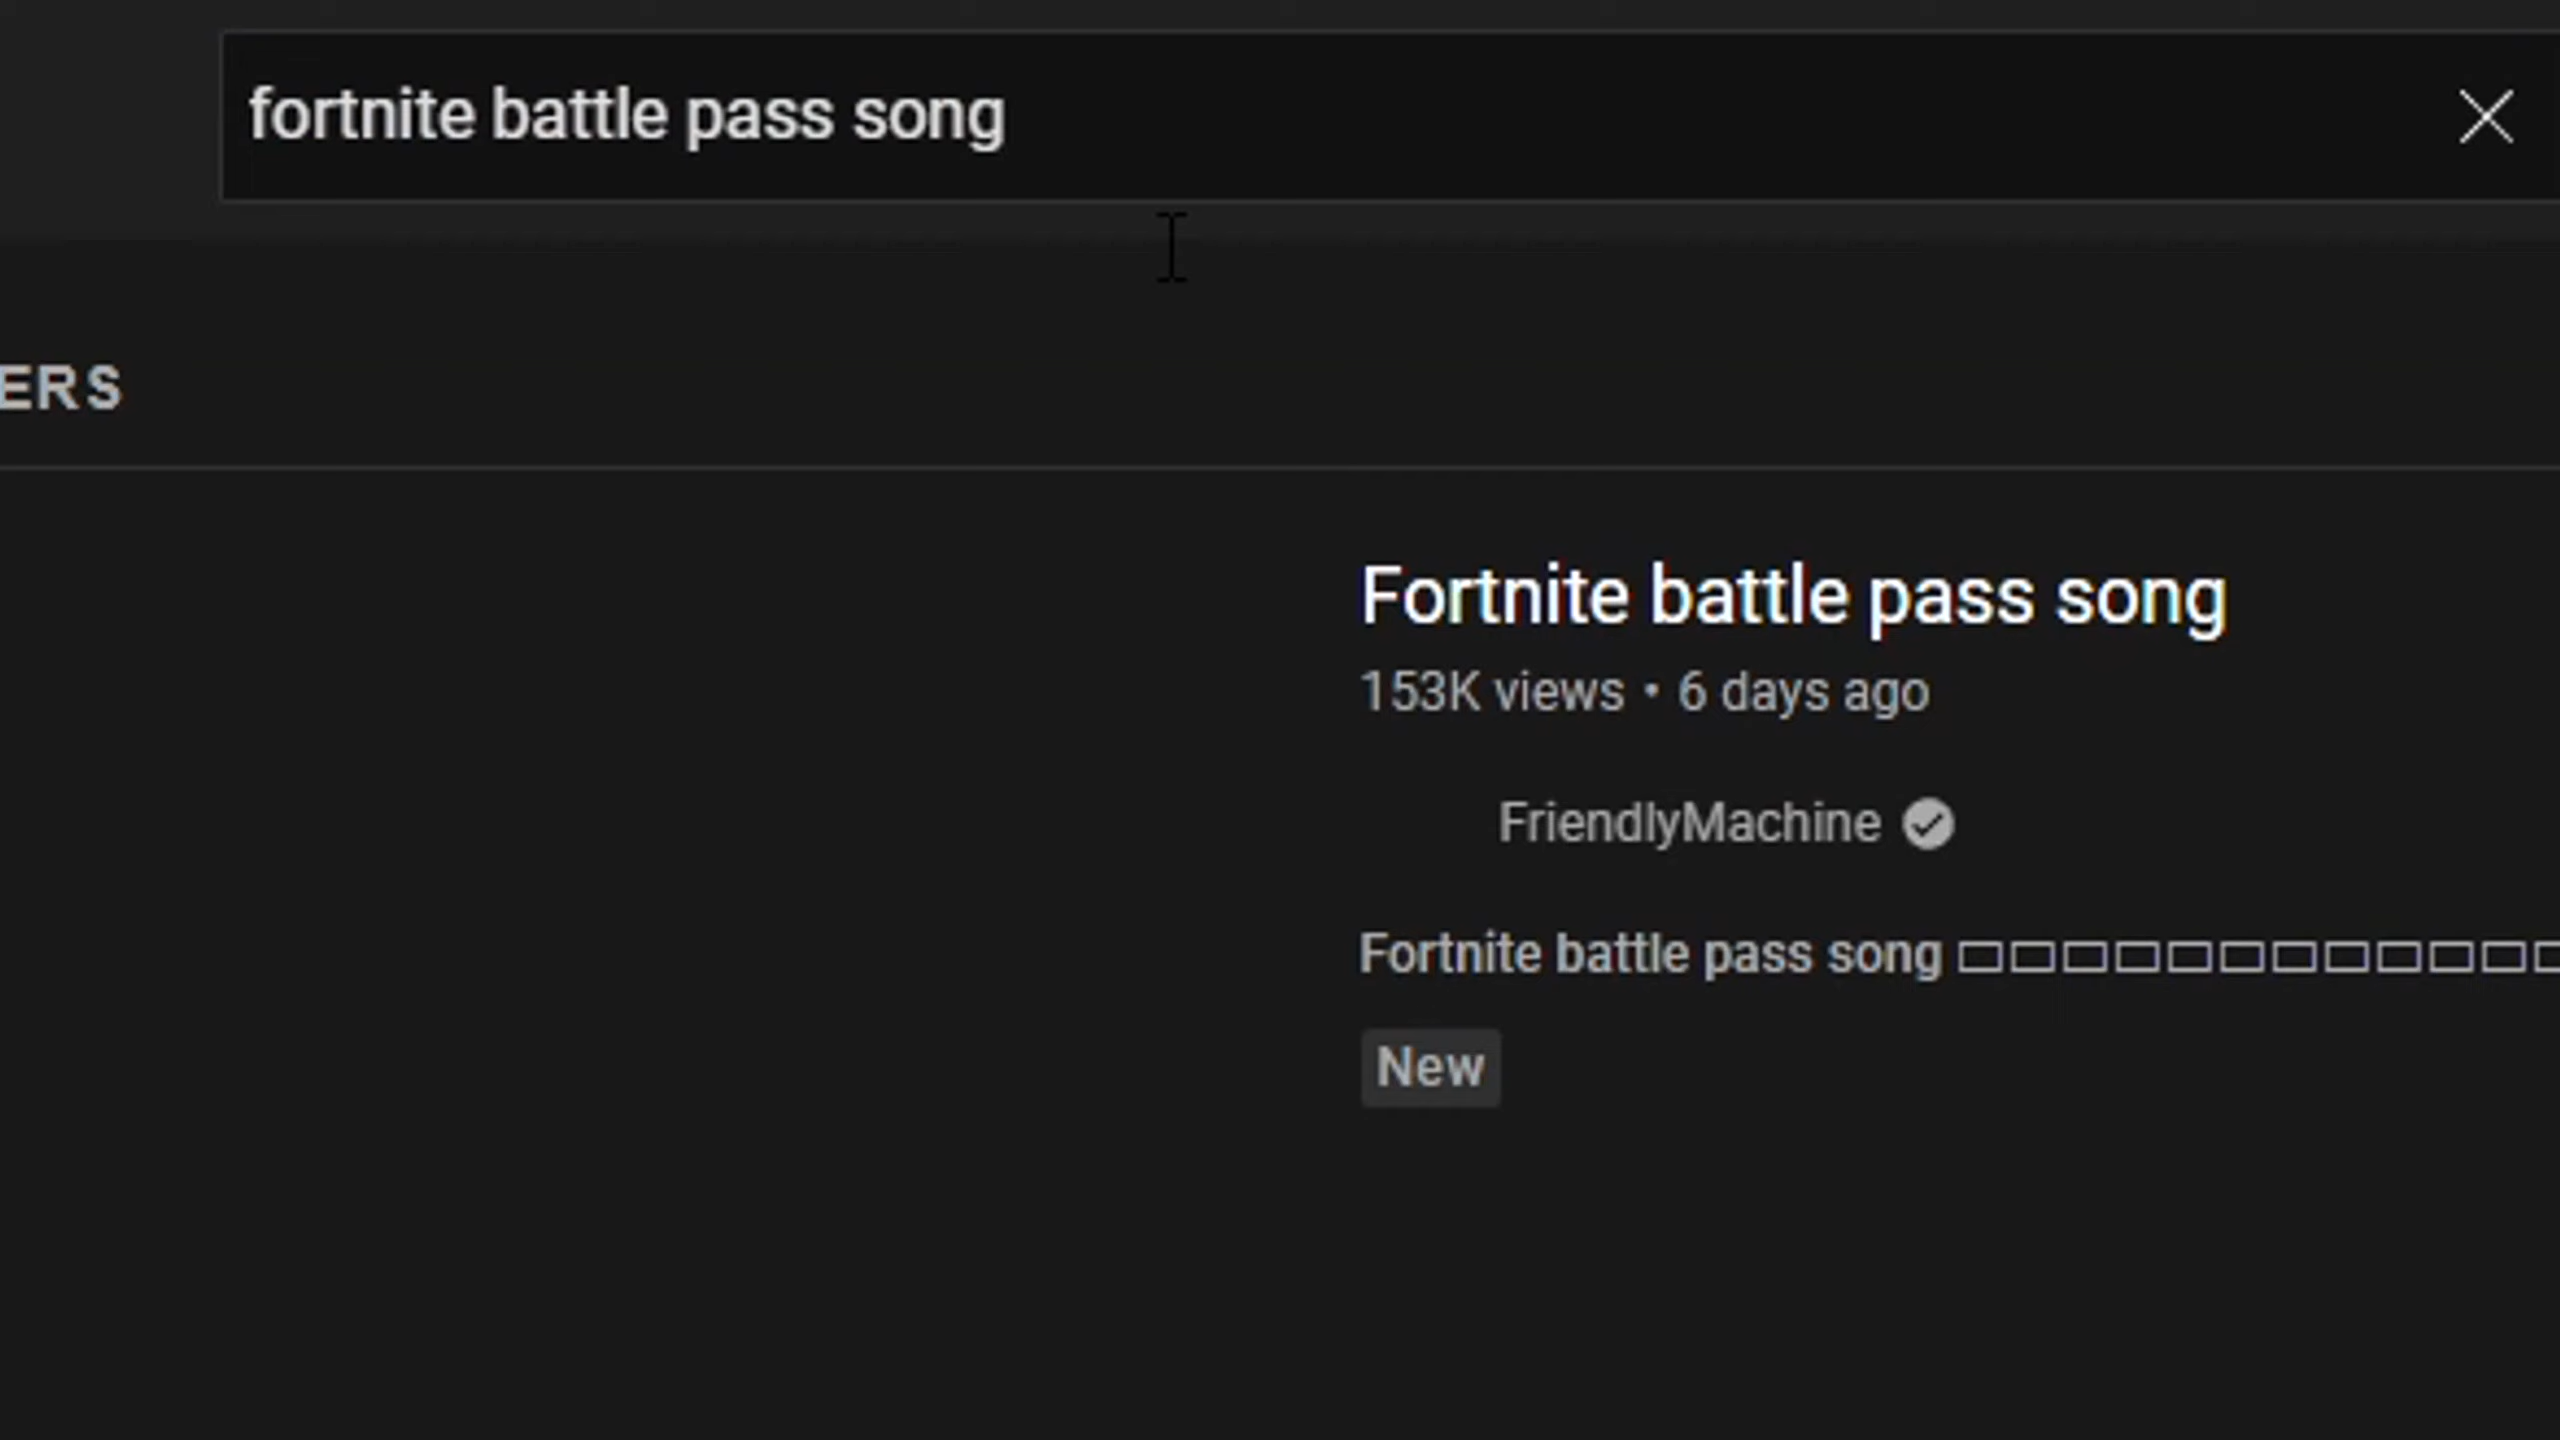 fortnite battle pass song
ERS
Fortnite battle pass song
153K views • 6 days ago
FriendlyMachine
Fortnite battle pass song ▭▭▭▭▭▭▭▭▭▭▭▭
New